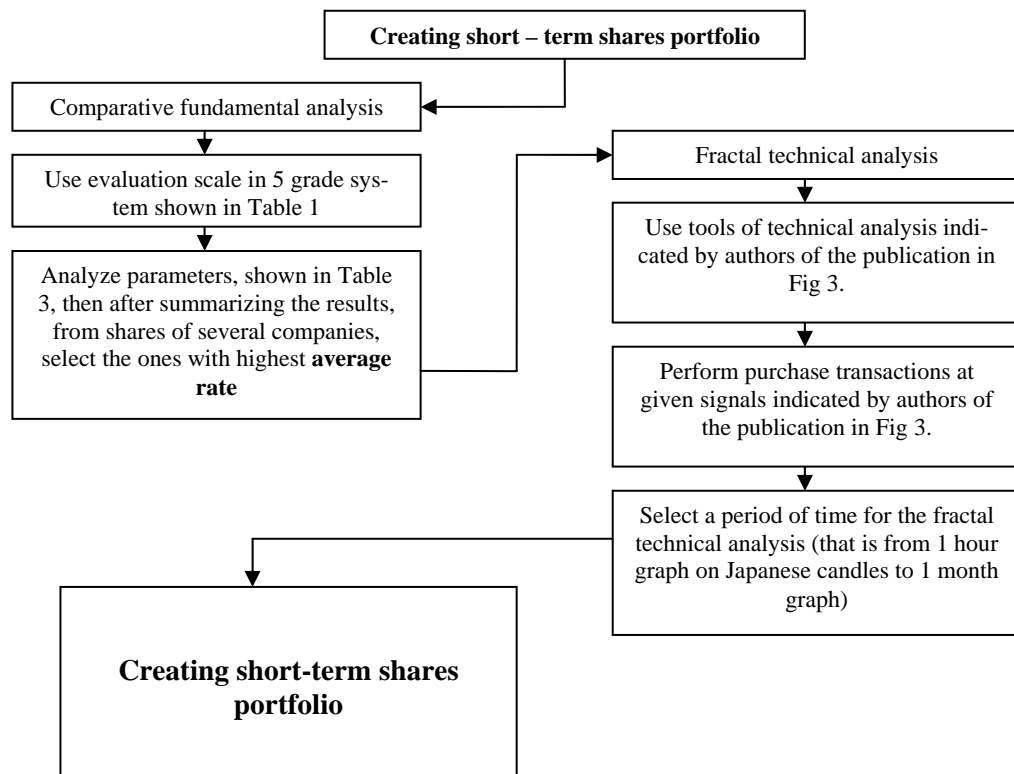 Creating short – term shares portfolio
Comparative fundamental analysis
Use evaluation scale in 5 grade sys-
tem shown in Table 1
Analyze parameters, shown in Table
3, then after summarizing the results,
from shares of several companies,
select the ones with highest average
rate
Fractal technical analysis
Use tools of technical analysis indi-
cated by authors of the publication in
Fig 3.
Perform purchase transactions at
given signals indicated by authors of
the publication in Fig 3.
Select a period of time for the fractal
technical analysis (that is from 1 hour
graph on Japanese candles to 1 month
graph)
Creating short-term shares
portfolio